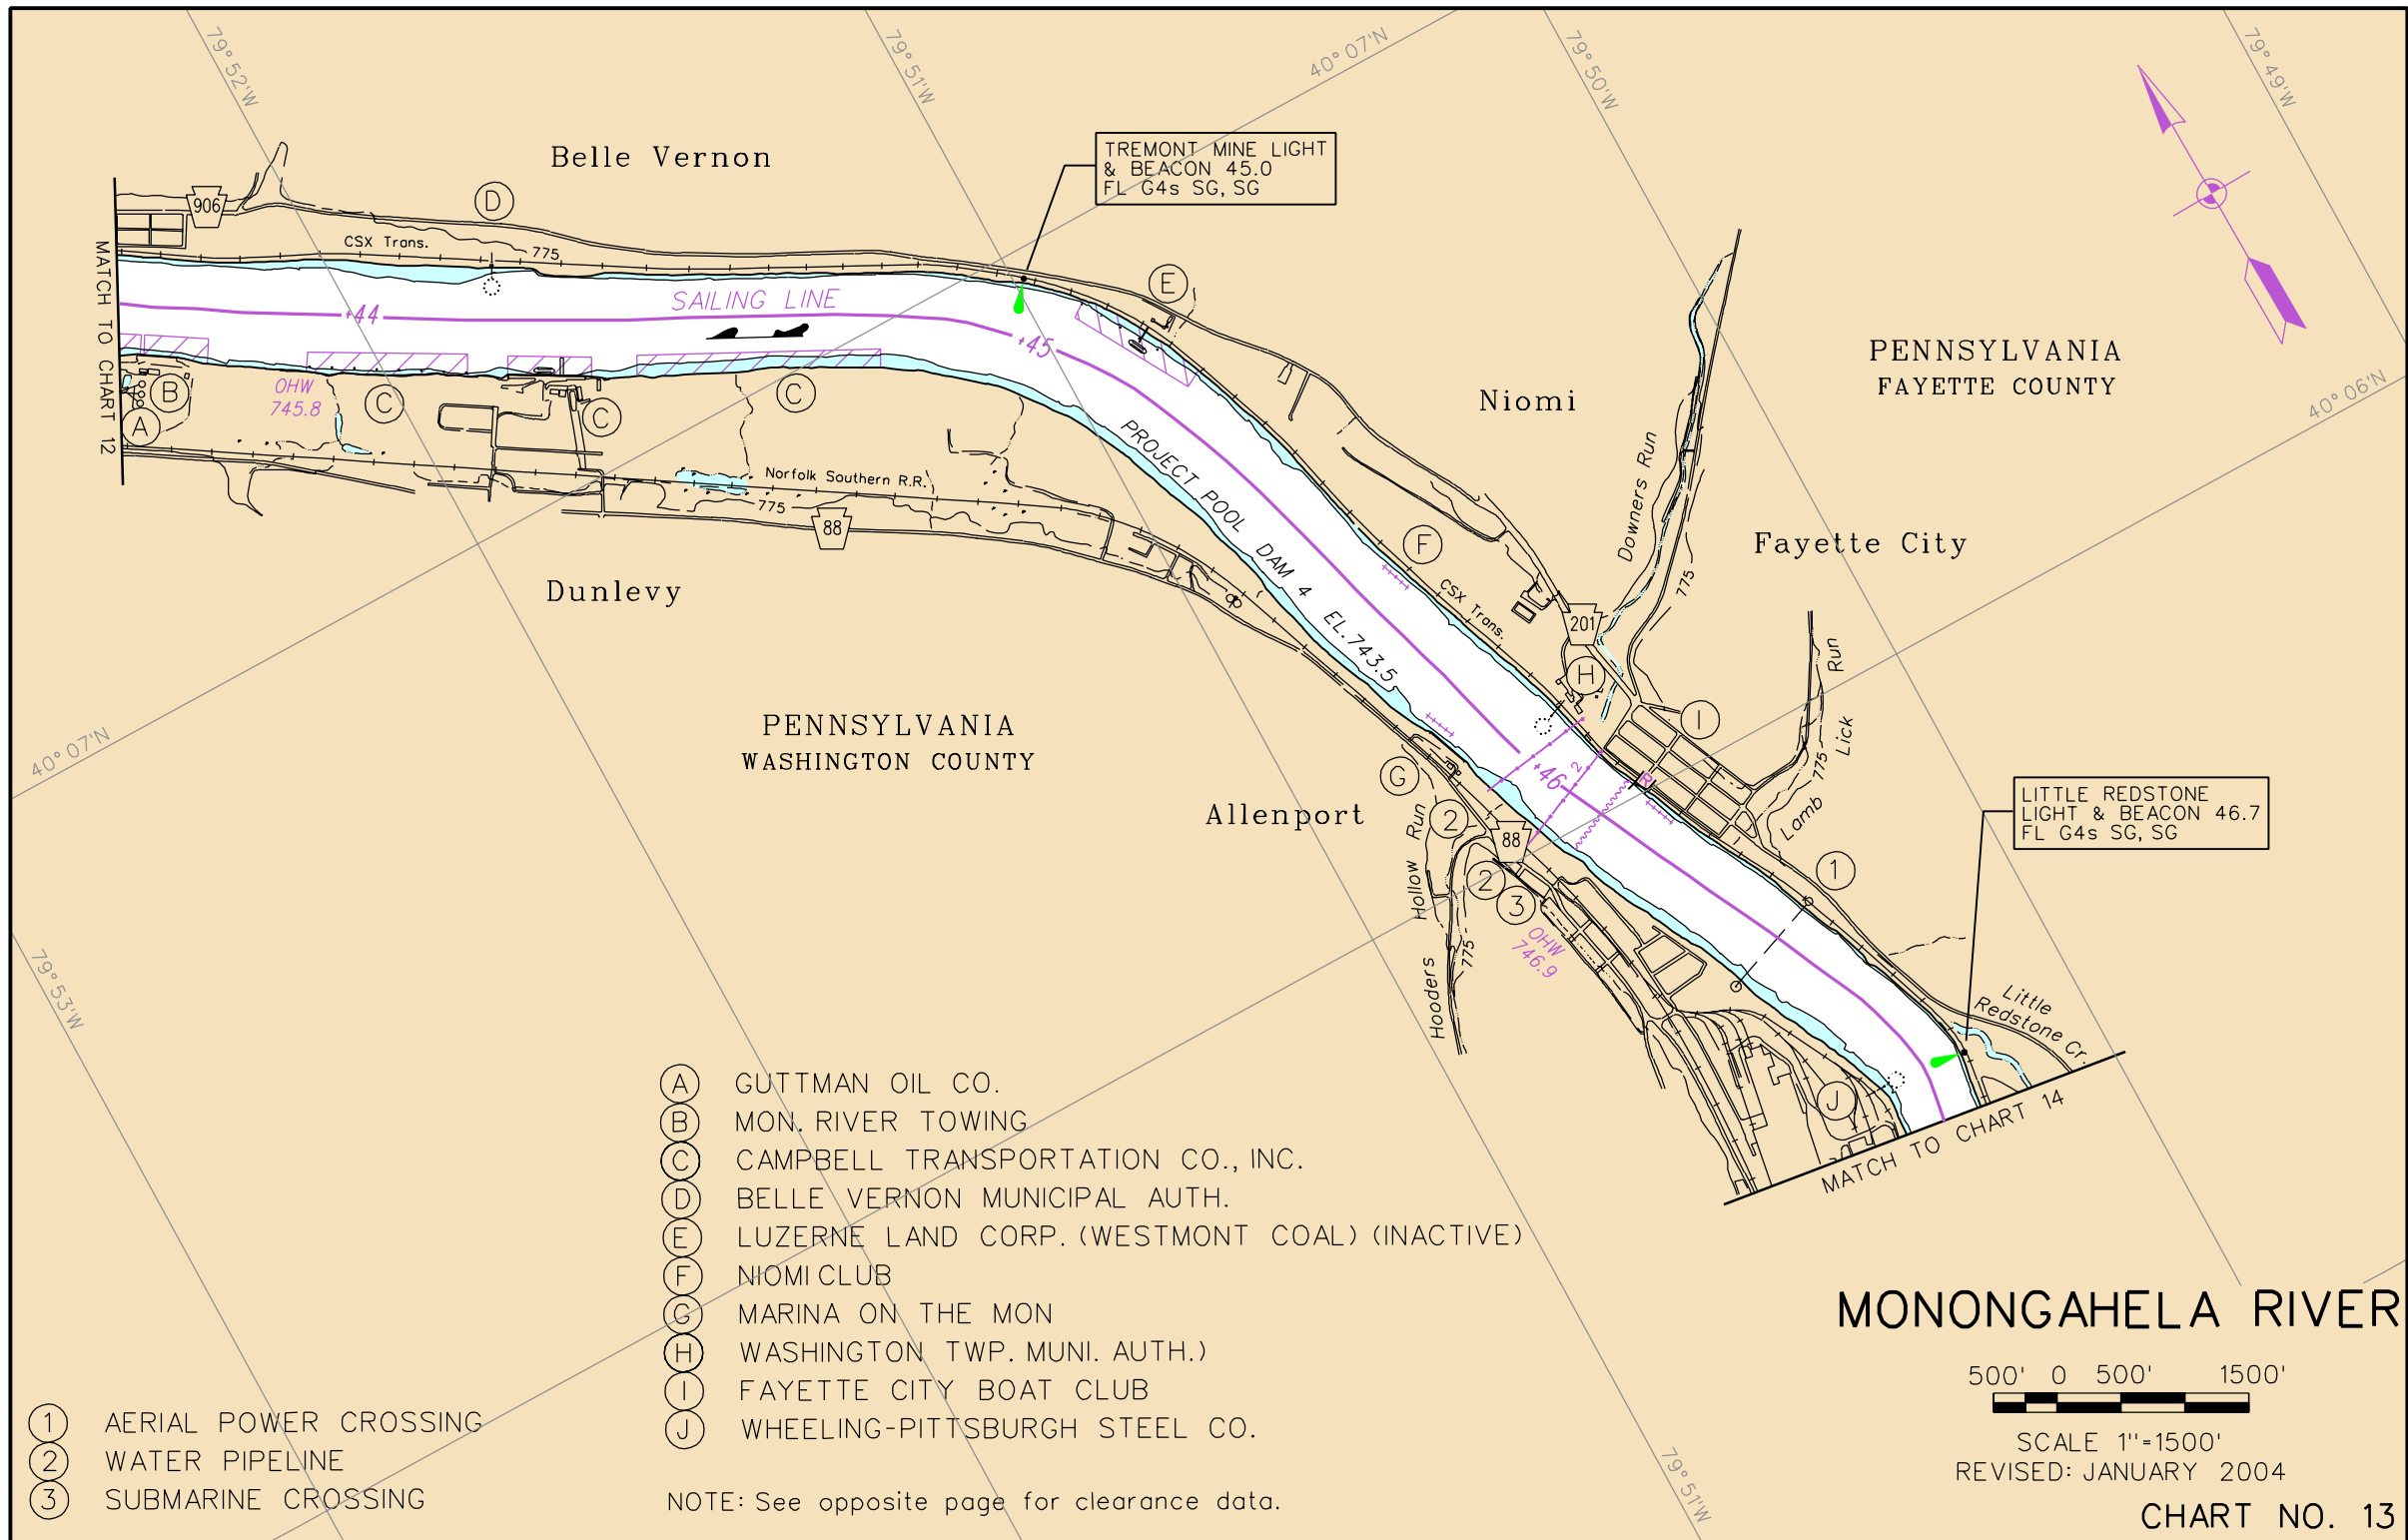 79°52'W
79°51'W
40°07'N
79°50'W
79°49'W
Belle Vernon
TREMONT MINE LIGHT
& BEACON 45.0
FL G4s SG, SG
906
D
CSX Trans.
775
MATCH TO CHART 12
SAILING LINE
+44
+45
E
OHW
745.8
A
B
C
C
C
Norfolk Southern R.R.
775
88
Dunlevy
PROJECT POOL DAM 4 EL. 743.5
Niomi
PENNSYLVANIA
FAYETTE COUNTY
40°06'N
Downers Run
F
CSX Trans.
775
Fayette City
201
H
I
Run
Lick
775
Lamb
PENNSYLVANIA
WASHINGTON COUNTY
40°07'N
Allenport
G
+46
2
R
2
88
2
3
OHW
746.9
Run
Hollow
Hooders
775
LITTLE REDSTONE
LIGHT & BEACON 46.7
FL G4s SG, SG
1
Little
Redstone Cr.
J
MATCH TO CHART 14
79°53'W
A GUTTMAN OIL CO.
B MON. RIVER TOWING
C CAMPBELL TRANSPORTATION CO., INC.
D BELLE VERNON MUNICIPAL AUTH.
E LUZERNE LAND CORP. (WESTMONT COAL) (INACTIVE)
F NIOMI CLUB
G MARINA ON THE MON
H WASHINGTON TWP. MUNI. AUTH.)
I FAYETTE CITY BOAT CLUB
J WHEELING-PITTSBURGH STEEL CO.
1 AERIAL POWER CROSSING
2 WATER PIPELINE
3 SUBMARINE CROSSING
NOTE: See opposite page for clearance data.
79°51'W
MONONGAHELA RIVER
500' 0 500' 1500'
SCALE 1"=1500'
REVISED: JANUARY 2004
CHART NO. 13